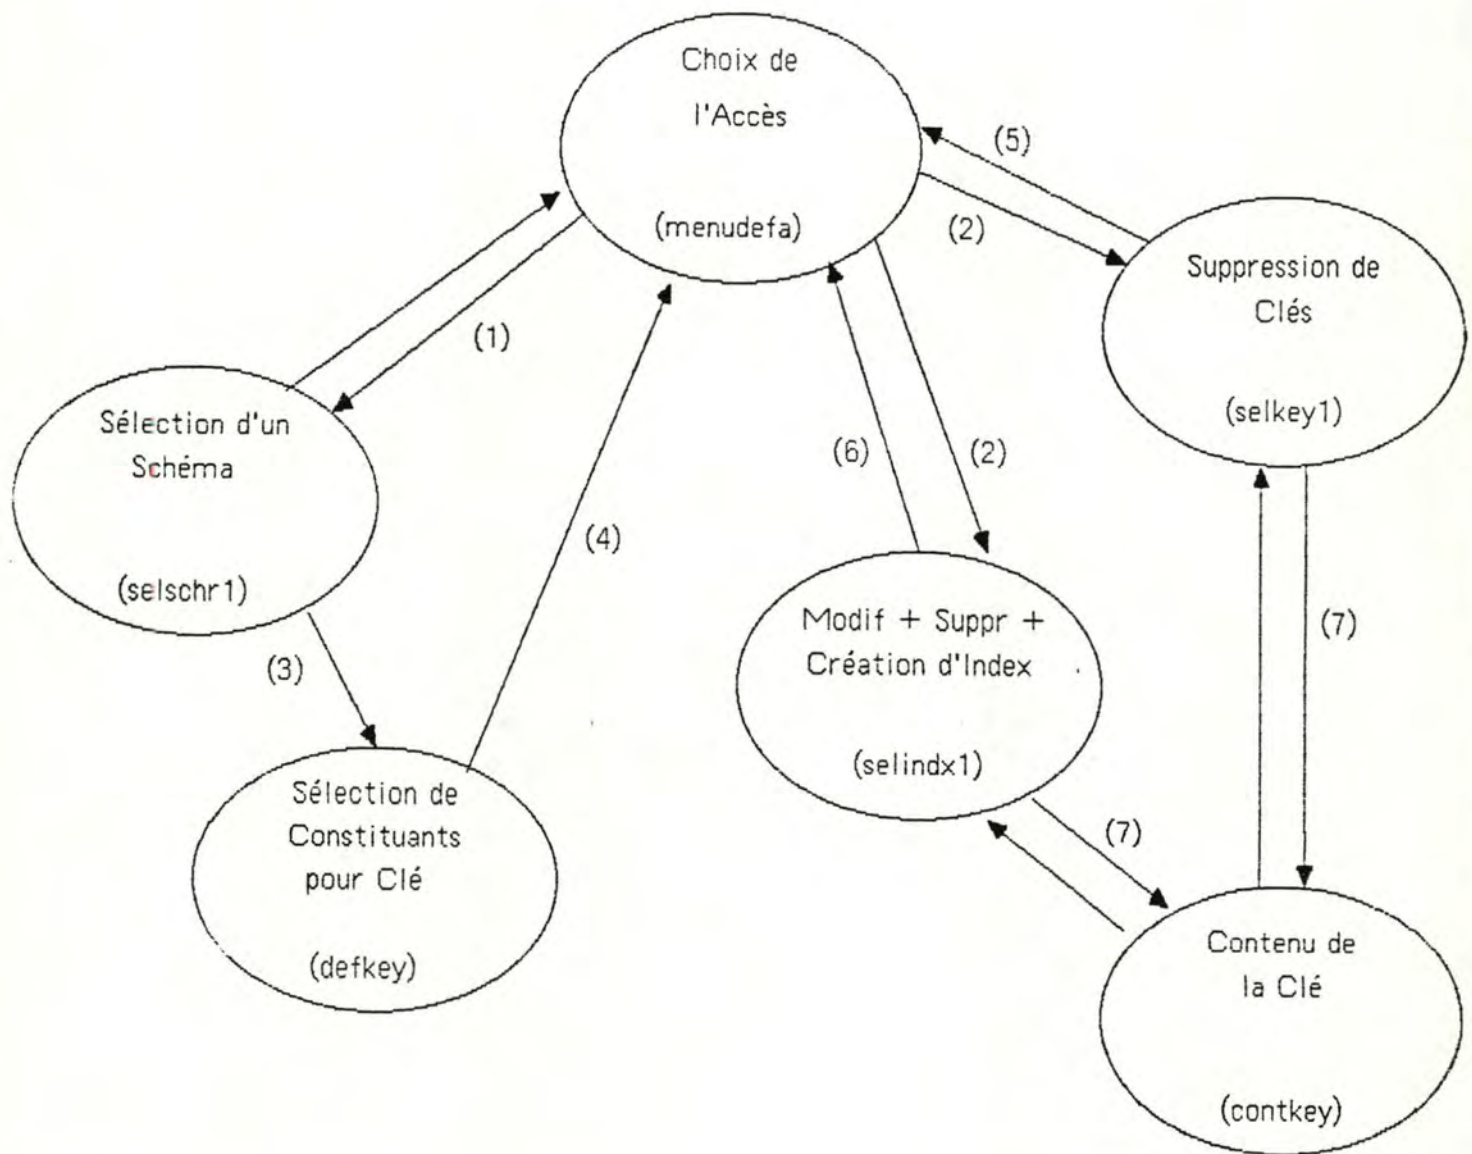 Choix de
l'Accès
(menudefa)
(5)
(2)
Suppression de
Clés
(selkey1)
(1)
Sélection d'un
Schéma
(selschr1)
(6)
(2)
(4)
(3)
Modif + Suppr +
Création d'Index
(selindx1)
(7)
Sélection de
Constituants
pour Clé
(defkey)
(7)
Contenu de
la Clé
(contkey)